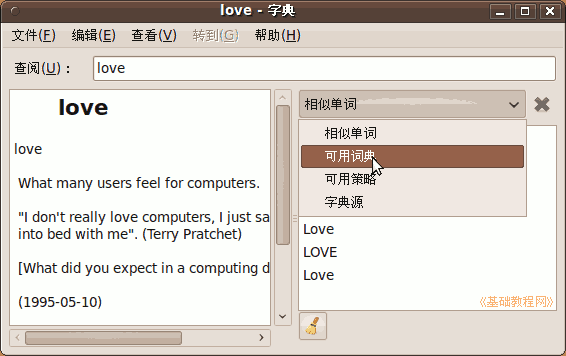 love - 字典
文件(F) 编辑(E) 查看(V) 转到(G) 帮助(H)
查阅(U)： love
love
love
What many users feel for computers.
"I don't really love computers, I just sa
into bed with me". (Terry Pratchet)
[What did you expect in a computing d
(1995-05-10)
相似单词
相似单词
可用词典
可用策略
字典源
Love
LOVE
Love
《基础教程网》